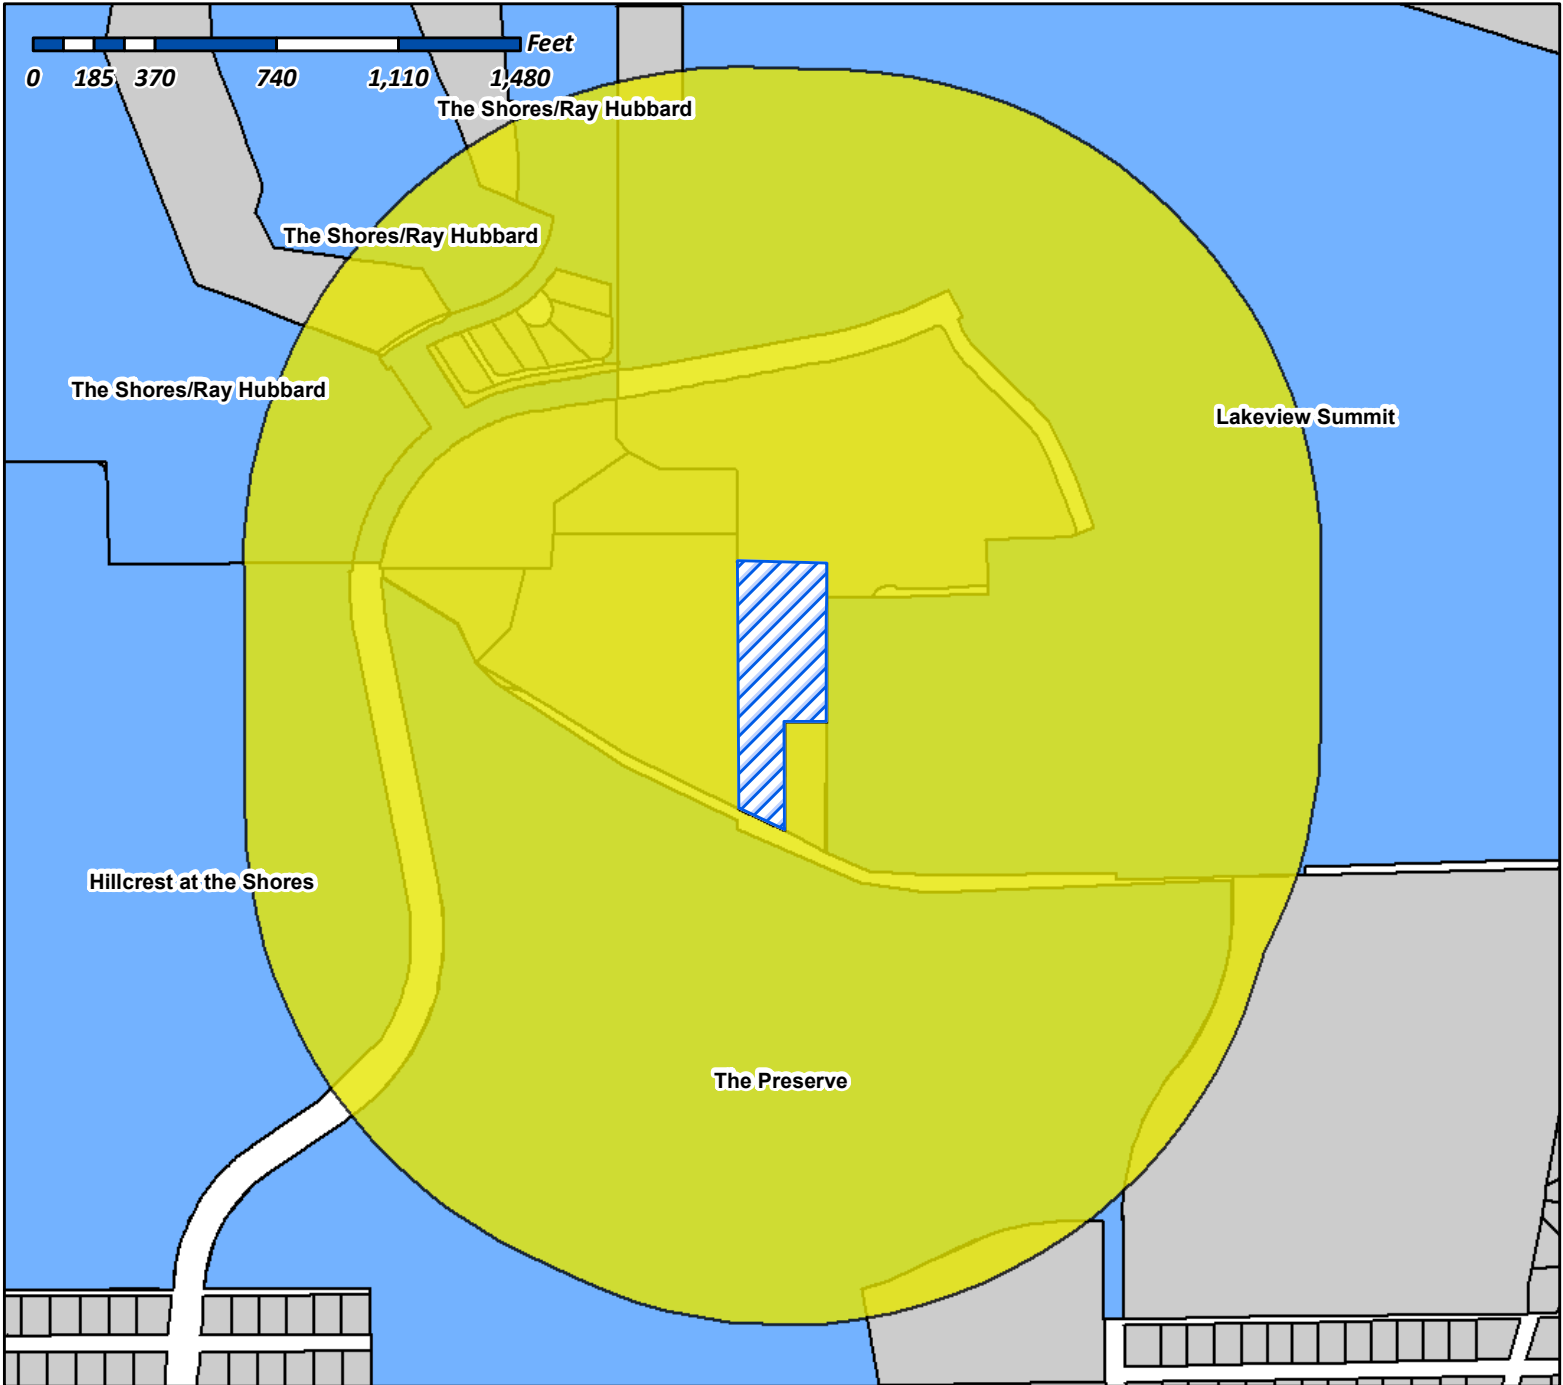 Feet
0 185 370 740 1,110 1,480
The Shores/Ray Hubbard
The Shores/Ray Hubbard
The Shores/Ray Hubbard
Lakeview Summit
Hillcrest at the Shores
The Preserve